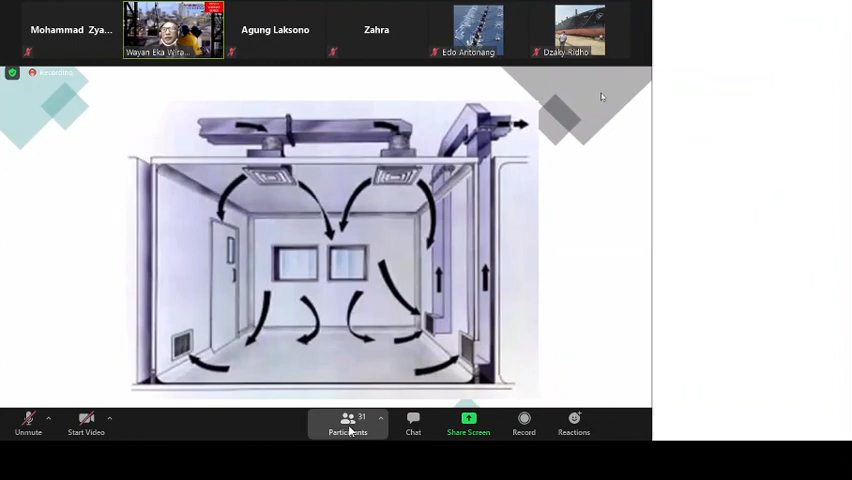 Mohammad Zya...
Wayan Eka Wira...
Agung Laksono
Zahra
Edo Antonang
Dzaky Ridho
Recording
Unmute
Start Video
31
Participants
Chat
Share Screen
Record
Reactions